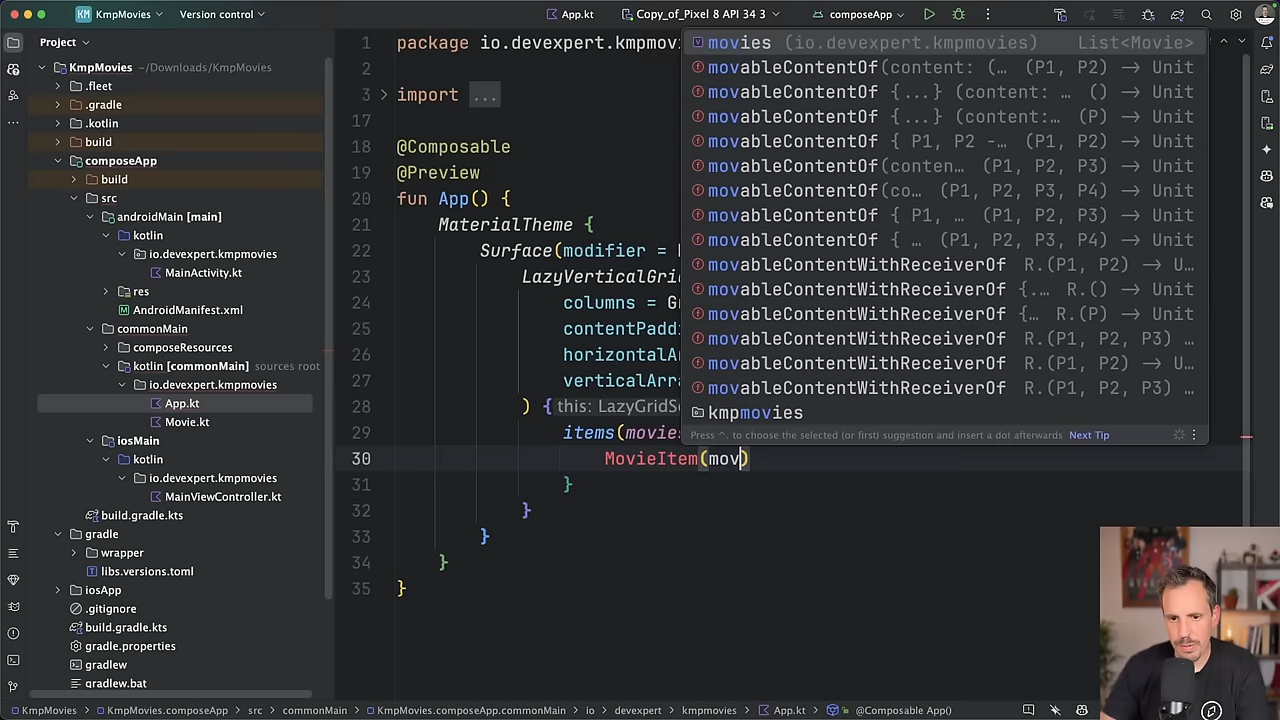 KM KmpMovies
Version control
App.kt
Copy_of_Pixel 8 API 34 3
composeApp
Project
KmpMovies ~/Downloads/KmpMovies
.fleet
.gradle
.kotlin
build
composeApp
build
src
androidMain [main]
kotlin
io.devexpert.kmpmovies
MainActivity.kt
res
AndroidManifest.xml
commonMain
composeResources
kotlin [commonMain] sources root
io.devexpert.kmpmovies
App.kt
Movie.kt
iosMain
kotlin
io.devexpert.kmpmovies
MainViewController.kt
build.gradle.kts
gradle
wrapper
libs.versions.toml
iosApp
.gitignore
build.gradle.kts
gradle.properties
gradlew
gradlew.bat
1 package io.devexpert.kmpmovi
2
3 import ...
17
18 @Composable
19 @Preview
20 fun App() {
21 MaterialTheme {
22 Surface(modifier =
23 LazyVerticalGri
24 columns = Gr
25 contentPaddi
26 horizontalAr
27 verticalArra
28 ) { this: LazyGridSc
29 items(movies
30 MovieItem(mov)
31 }
32 }
33 }
34 }
35 }
movies (io.devexpert.kmpmovies) List<Movie>
movableContentOf(content: (… (P1, P2) -> Unit
movableContentOf {...} (content: … () -> Unit
movableContentOf {...} (content:… (P) -> Unit
movableContentOf { P1, P2 -… (P1, P2) -> Unit
movableContentOf(conten… (P1, P2, P3) -> Unit
movableContentOf(co… (P1, P2, P3, P4) -> Unit
movableContentOf { P1, … (P1, P2, P3) -> Unit
movableContentOf { … (P1, P2, P3, P4) -> Unit
movableContentWithReceiverOf R.(P1, P2) -> U…
movableContentWithReceiverOf {.… R.() -> Unit
movableContentWithReceiverOf {… R.(P) -> Unit
movableContentWithReceiverOf R.(P1, P2, P3) …
movableContentWithReceiverOf R.(P1, P2) -> U…
movableContentWithReceiverOf R.(P1, P2, P3) …
kmpmovies
Press ^. to choose the selected (or first) suggestion and insert a dot afterwards Next Tip
KmpMovies > KmpMovies.composeApp > src > commonMain > KmpMovies.composeApp.commonMain > io > devexpert > kmpmovies > App.kt > @Composable App()